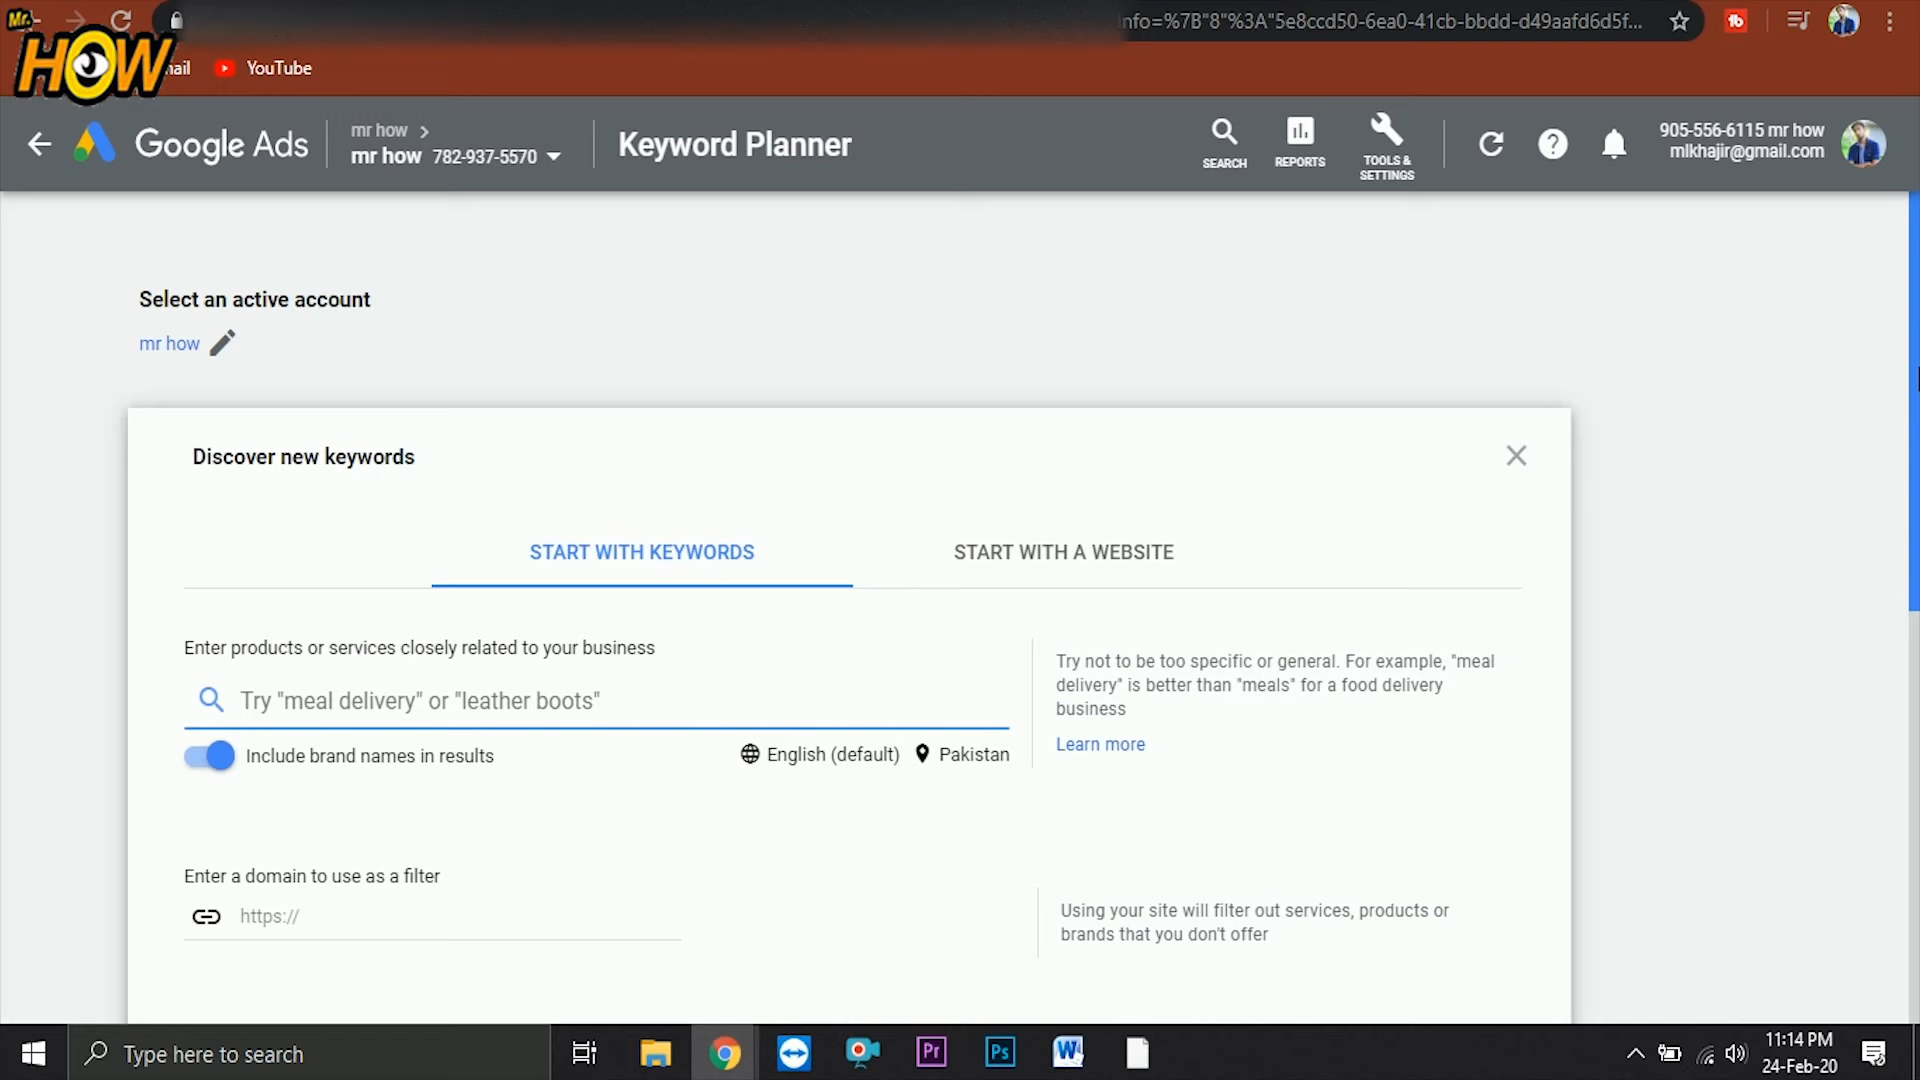 Mr.
HOW
nfo=%7B"8"%3A"5e8ccd50-6ea0-41cb-bbdd-d49aafd6d5f...
ail
YouTube
Google Ads
mr how
mr how 782-937-5570
Keyword Planner
SEARCH
REPORTS
TOOLS &
SETTINGS
905-556-6115 mr how
mlkhajir@gmail.com
Select an active account
mr how
Discover new keywords
START WITH KEYWORDS
START WITH A WEBSITE
Enter products or services closely related to your business
Try "meal delivery" or "leather boots"
Include brand names in results
English (default)
Pakistan
Try not to be too specific or general. For example, "meal
delivery" is better than "meals" for a food delivery
business
Learn more
Enter a domain to use as a filter
https://
Using your site will filter out services, products or
brands that you don't offer
Type here to search
Pr
Ps
W
11:14 PM
24-Feb-20